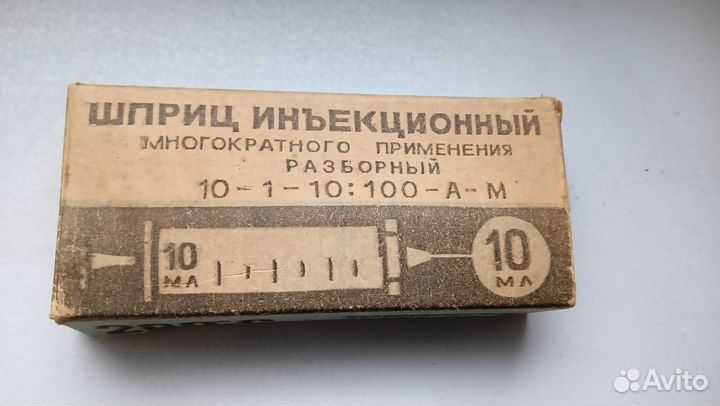 ШПРИЦ ИНЪЕКЦИОННЫЙ
МНОГОКРАТНОГО ПРИМЕНЕНИЯ
РАЗБОРНЫЙ
10-1-10:100-А-М
10 МЛ
10 МЛ
Avito